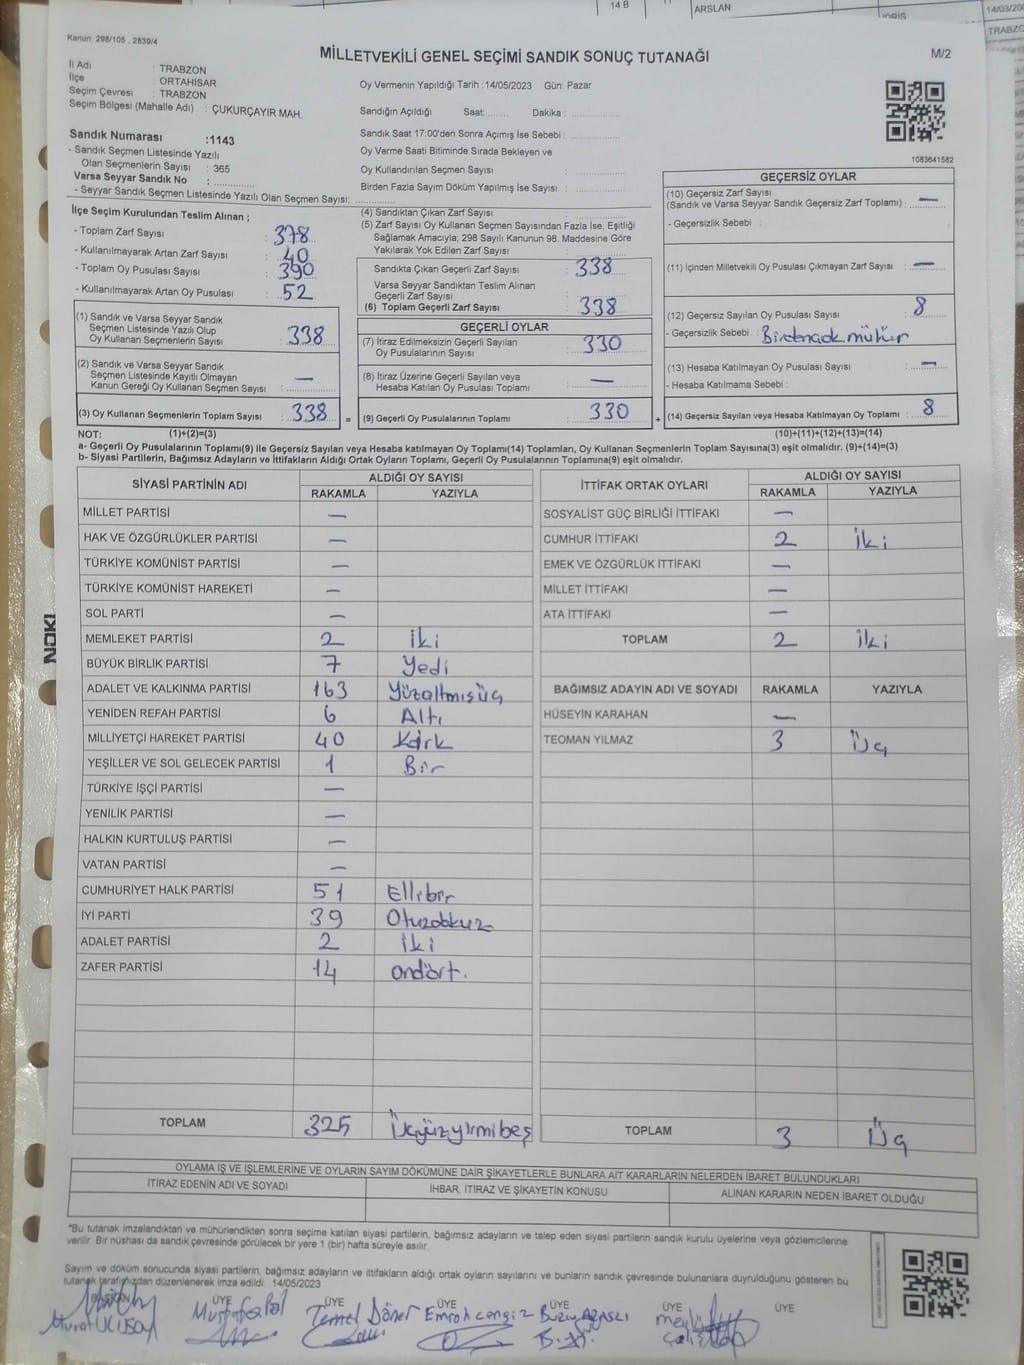 14 B
ARSLAN
14/03/20
TRABZO
Kanun: 298/105, 2839/4
MİLLETVEKİLİ GENEL SEÇİMİ SANDIK SONUÇ TUTANAĞI
M/2
İl Adı : TRABZON
İlçe : ORTAHİSAR
Seçim Çevresi : TRABZON
Seçim Bölgesi (Mahalle Adı) : ÇUKURÇAYIR MAH.
Oy Vermenin Yapıldığı Tarih :14/05/2023 Gün: Pazar
Sandığın Açıldığı Saat: Dakika :
Sandık Saat 17:00'den Sonra Açımış İse Sebebi :
Oy Verme Saati Bitiminde Sırada Bekleyen ve
Oy Kullandırılan Seçmen Sayısı :
Birden Fazla Sayım Döküm Yapılmış İse Sayısı :
1083641582
Sandık Numarası :1143
- Sandık Seçmen Listesinde Yazılı
Olan Seçmenlerin Sayısı : 365
Varsa Seyyar Sandık No :
- Seyyar Sandık Seçmen Listesinde Yazılı Olan Seçmen Sayısı:
İlçe Seçim Kurulundan Teslim Alınan ;
- Toplam Zarf Sayısı : 378
- Kullanılmayarak Artan Zarf Sayısı : 40
- Toplam Oy Pusulası Sayısı : 390
- Kullanılmayarak Artan Oy Pusulası : 52
(4) Sandıktan Çıkan Zarf Sayısı :
(5) Zarf Sayısı Oy Kullanan Seçmen Sayısından Fazla İse, Eşitliği
Sağlamak Amacıyla; 298 Sayılı Kanunun 98. Maddesine Göre
Yakılarak Yok Edilen Zarf Sayısı :
Sandıkta Çıkan Geçerli Zarf Sayısı : 338
Varsa Seyyar Sandıktan Teslim Alınan
Geçerli Zarf Sayısı :
(6) Toplam Geçerli Zarf Sayısı : 338
GEÇERSİZ OYLAR
(10) Geçersiz Zarf Sayısı
(Sandık ve Varsa Seyyar Sandık Geçersiz Zarf Toplamı) : —
- Geçersizlik Sebebi :
(11) İçinden Milletvekili Oy Pusulası Çıkmayan Zarf Sayısı : —
(12) Geçersiz Sayılan Oy Pusulası Sayısı : 8
- Geçersizlik Sebebi : Birdençok mühür
(13) Hesaba Katılmayan Oy Pusulası Sayısı : —
- Hesaba Katılmama Sebebi :
(14) Geçersiz Sayılan veya Hesaba Katılmayan Oy Toplamı : 8
(10)+(11)+(12)+(13)=(14)
(1) Sandık ve Varsa Seyyar Sandık
Seçmen Listesinde Yazılı Olup
Oy Kullanan Seçmenlerin Sayısı : 338
(2) Sandık ve Varsa Seyyar Sandık
Seçmen Listesinde Kayıtlı Olmayan
Kanun Gereği Oy Kullanan Seçmen Sayısı : —
(3) Oy Kullanan Seçmenlerin Toplam Sayısı : 338 =
GEÇERLİ OYLAR
(7) İtiraz Edilmeksizin Geçerli Sayılan
Oy Pusulalarının Sayısı : 330
(8) İtiraz Üzerine Geçerli Sayılan veya
Hesaba Katılan Oy Pusulası Toplamı : —
(9) Geçerli Oy Pusulalarının Toplamı : 330 +
NOT: (1)+(2)=(3)
a- Geçerli Oy Pusulalarının Toplamı(9) ile Geçersiz Sayılan veya Hesaba katılmayan Oy Toplamı(14) Toplamları, Oy Kullanan Seçmenlerin Toplam Sayısına(3) eşit olmalıdır. (9)+(14)=(3)
b- Siyasi Partilerin, Bağımsız Adayların ve İttifakların Aldığı Ortak Oyların Toplamı, Geçerli Oy Pusulalarının Toplamına(9) eşit olmalıdır.
SİYASİ PARTİNİN ADI ALDIĞI OY SAYISI
RAKAMLA YAZIYLA
MİLLET PARTİSİ —
HAK VE ÖZGÜRLÜKLER PARTİSİ —
TÜRKİYE KOMÜNİST PARTİSİ —
TÜRKİYE KOMÜNİST HAREKETİ —
SOL PARTİ —
MEMLEKET PARTİSİ 2 iki
BÜYÜK BİRLİK PARTİSİ 7 Yedi
ADALET VE KALKINMA PARTİSİ 163 Yüzaltmışüç
YENİDEN REFAH PARTİSİ 6 Altı
MİLLİYETÇİ HAREKET PARTİSİ 40 Kırk
YEŞİLLER VE SOL GELECEK PARTİSİ 1 Bir
TÜRKİYE İŞÇİ PARTİSİ —
YENİLİK PARTİSİ —
HALKIN KURTULUŞ PARTİSİ —
VATAN PARTİSİ —
CUMHURİYET HALK PARTİSİ 51 Ellibir
İYİ PARTİ 39 Otuzdokuz
ADALET PARTİSİ 2 iki
ZAFER PARTİSİ 14 ondört.
TOPLAM 325 Üçyüzyirmibeş
İTTİFAK ORTAK OYLARI ALDIĞI OY SAYISI
RAKAMLA YAZIYLA
SOSYALİST GÜÇ BİRLİĞİ İTTİFAKI —
CUMHUR İTTİFAKI 2 iki
EMEK VE ÖZGÜRLÜK İTTİFAKI —
MİLLET İTTİFAKI —
ATA İTTİFAKI —
TOPLAM 2 iki
BAĞIMSIZ ADAYIN ADI VE SOYADI RAKAMLA YAZIYLA
HÜSEYİN KARAHAN —
TEOMAN YILMAZ 3 Üç
TOPLAM 3 Üç
OYLAMA İŞ VE İŞLEMLERİNE VE OYLARIN SAYIM DÖKÜMÜNE DAİR ŞİKAYETLERLE BUNLARA AİT KARARLARIN NELERDEN İBARET BULUNDUKLARI
İTİRAZ EDENİN ADI VE SOYADI İHBAR, İTİRAZ VE ŞİKAYETİN KONUSU ALINAN KARARIN NEDEN İBARET OLDUĞU
*Bu tutanak imzalandıktan ve mühürlendikten sonra seçime katılan siyasi partilerin, bağımsız adayların ve talep eden siyasi partilerin sandık kurulu üyelerine veya gözlemcilerine
verilir. Bir nüshası da sandık çevresinde görülecek bir yere 1 (bir) hafta süreyle asılır.
Sayım ve döküm sonucunda siyasi partilerin, bağımsız adayların ve ittifakların aldığı ortak oyların sayılarını ve bunların sandık çevresinde bulunanlara duyrulduğunu gösteren bu
tutanak tarafımızdan düzenlenerek imza edildi. 14/05/2023
ÜYE ÜYE ÜYE ÜYE ÜYE ÜYE
Murat UCUSAY Mustafa Bal Temel Döner Emrah cengiz
NOKI